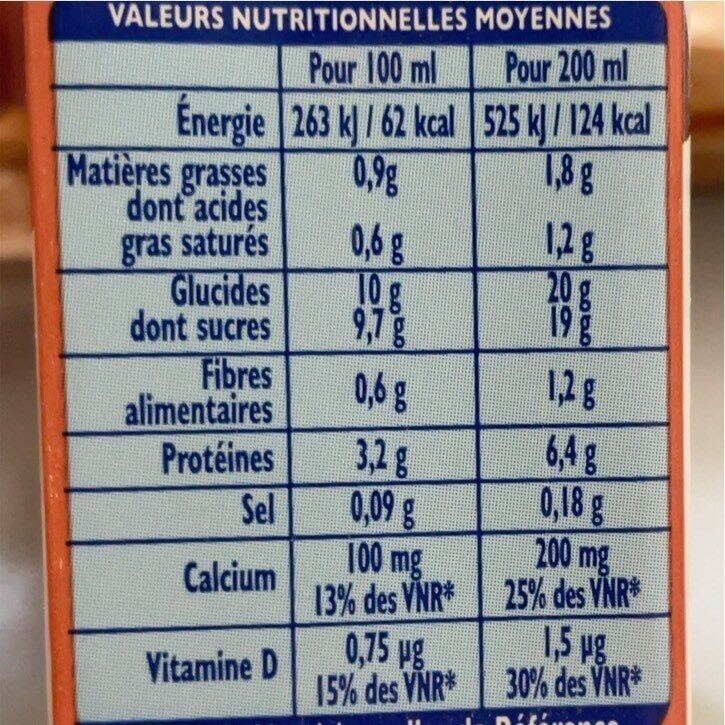 VALEURS NUTRITIONNELLES MOYENNES
Pour 100 ml Pour 200 ml
Énergie 263 kJ / 62 kcal 525 kJ / 124 kcal
Matières grasses 0,9g 1,8 g
dont acides
gras saturés 0,6 g 1,2 g
Glucides 10 g 20 g
dont sucres 9,7 g 19 g
Fibres
alimentaires 0,6 g 1,2 g
Protéines 3,2 g 6,4 g
Sel 0,09 g 0,18 g
Calcium 100 mg 200 mg
13% des VNR* 25% des VNR*
Vitamine D 0,75 µg 1,5 µg
15% des VNR* 30% des VNR*